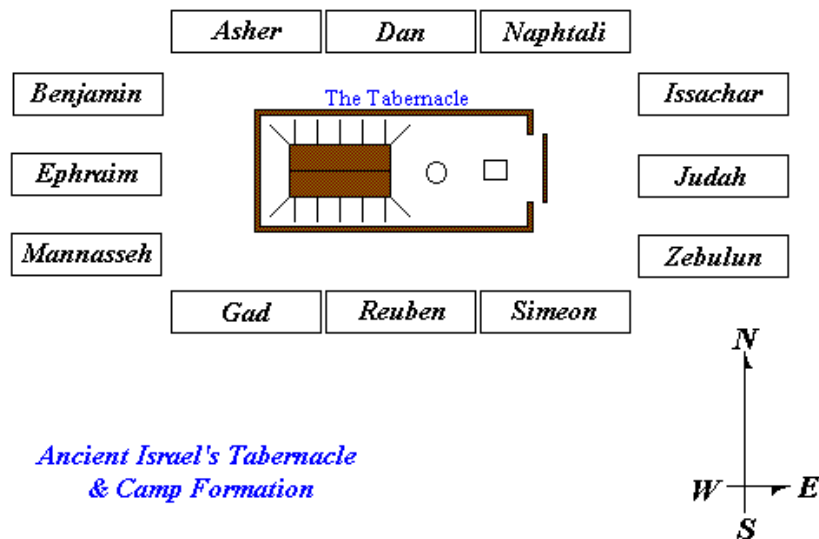 Asher Dan Naphtali
Benjamin Issachar
The Tabernacle
Ephraim Judah
Mannasseh Zebulun
Gad Reuben Simeon
N
Ancient Israel's Tabernacle
& Camp Formation
W E
S